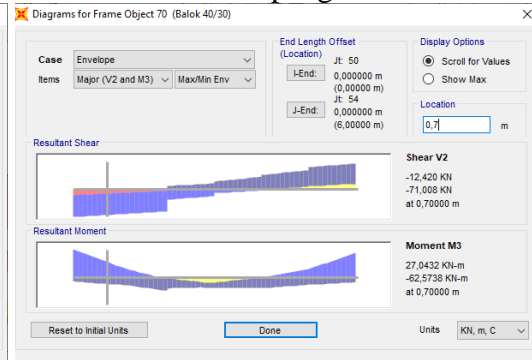 Diagrams for Frame Object 70 (Balok 40/30)
Case
Envelope
Items
Major (V2 and M3)
Max/Min Env
End Length Offset
(Location)
Jt: 50
I-End:
0,000000 m
(0,00000 m)
Jt: 54
J-End:
0,000000 m
(6,00000 m)
Display Options
Scroll for Values
Show Max
Location
0,7
m
Resultant Shear
Shear V2
-12,420 KN
-71,008 KN
at 0,70000 m
Resultant Moment
Moment M3
27,0432 KN-m
-62,5738 KN-m
at 0,70000 m
Reset to Initial Units
Done
Units
KN, m, C